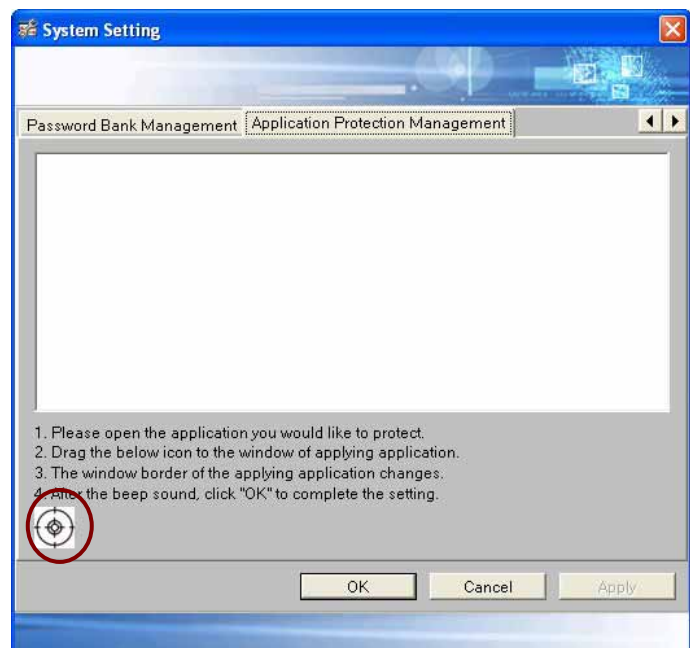 System Setting
Password Bank Management Application Protection Management
1. Please open the application you would like to protect.
2. Drag the below icon to the window of applying application.
3. The window border of the applying application changes.
4. After the beep sound, click "OK" to complete the setting.
OK Cancel Apply